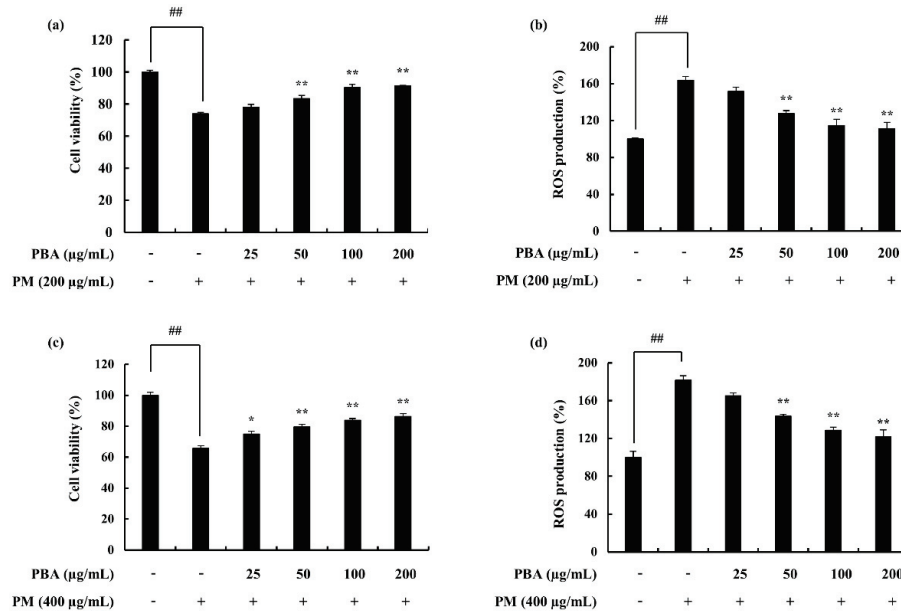 (a)
##
Cell viability (%)
120
100
80
60
40
20
0
**
**
**
PBA (µg/mL) - - 25 50 100 200
PM (200 µg/mL) - + + + + +
(b)
##
ROS production (%)
200
160
120
80
40
0
**
**
**
PBA (µg/mL) - - 25 50 100 200
PM (200 µg/mL) - + + + + +
(c)
##
Cell viability (%)
120
100
80
60
40
20
0
*
**
**
**
PBA (µg/mL) - - 25 50 100 200
PM (400 µg/mL) - + + + + +
(d)
##
ROS production (%)
200
160
120
80
40
0
**
**
**
PBA (µg/mL) - - 25 50 100 200
PM (400 µg/mL) - + + + + +